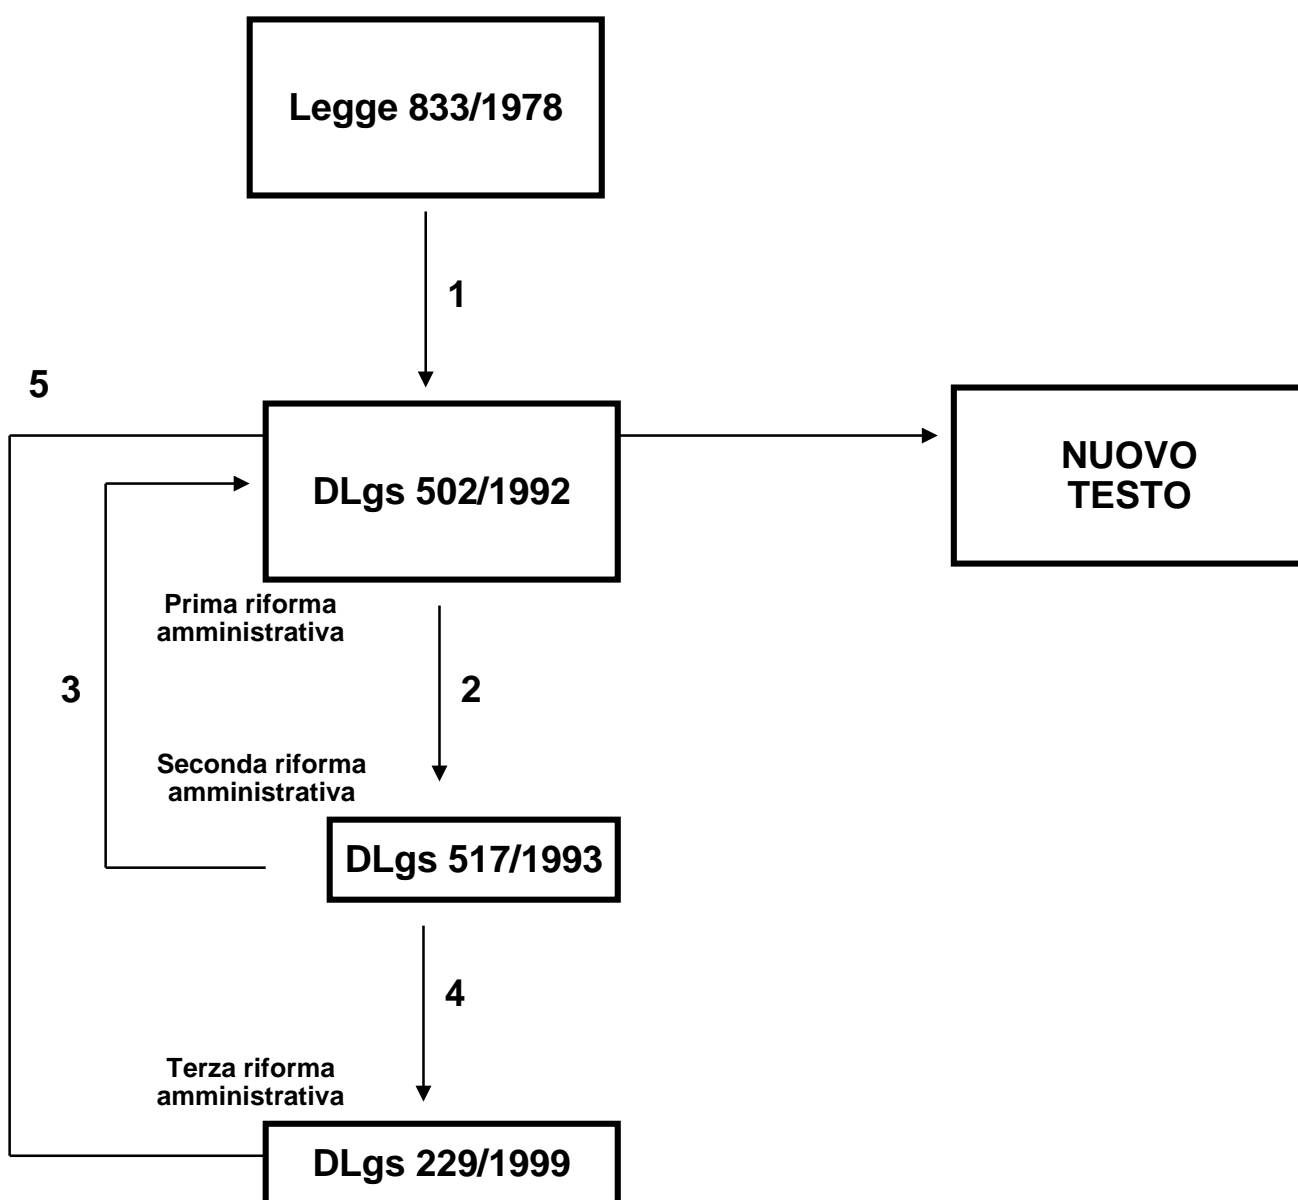 Legge 833/1978
1
5
DLgs 502/1992
NUOVO
TESTO
Prima riforma
amministrativa
3
2
Seconda riforma
amministrativa
DLgs 517/1993
4
Terza riforma
amministrativa
DLgs 229/1999